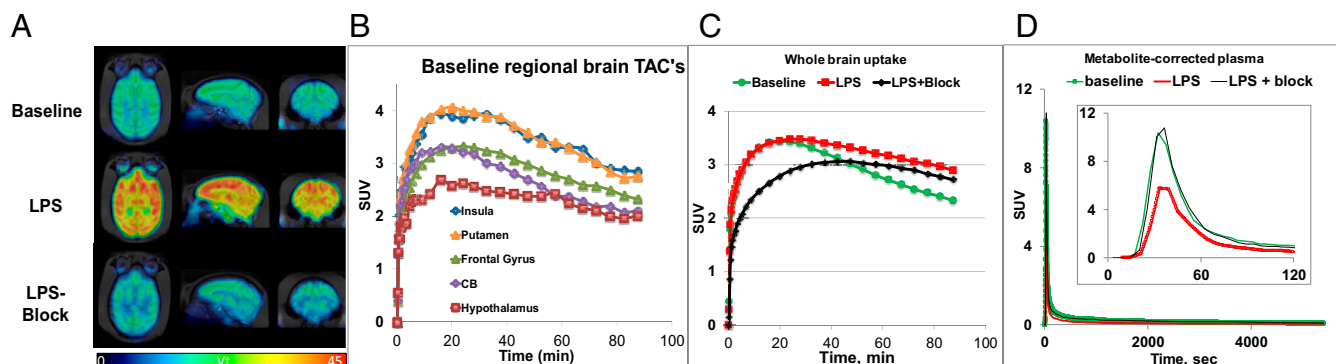 A
Baseline
LPS
LPS-
Block
0 Vt 45
B
Baseline regional brain TAC's
SUV
4
3
2
1
0
Insula
Putamen
Frontal Gyrus
CB
Hypothalamus
0 20 40 60 80 100
Time (min)
C
Whole brain uptake
Baseline LPS LPS+Block
SUV
4
3
2
1
0
0 20 40 60 80 100
Time, min
D
Metabolite-corrected plasma
baseline LPS LPS + block
SUV
12
8
4
0
12
8
4
0
0 60 120
0 2000 4000
Time, sec